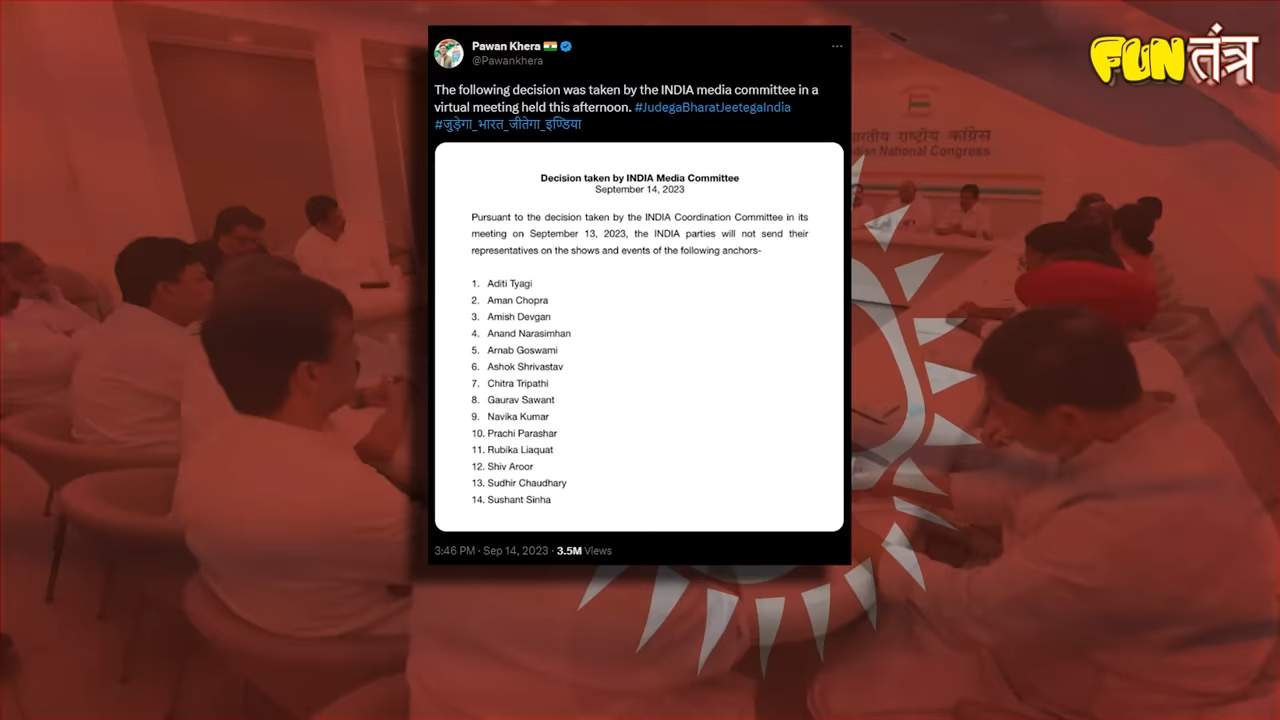 FUNतंत्र
Pawan Khera 🇮🇳
@Pawankhera
The following decision was taken by the INDIA media committee in a
virtual meeting held this afternoon. #JudegaBharatJeetegaIndia
#जुड़ेगा_भारत_जीतेगा_इण्डिया
Decision taken by INDIA Media Committee
September 14, 2023
Pursuant to the decision taken by the INDIA Coordination Committee in its
meeting on September 13, 2023, the INDIA parties will not send their
representatives on the shows and events of the following anchors-
1. Aditi Tyagi
2. Aman Chopra
3. Amish Devgan
4. Anand Narasimhan
5. Arnab Goswami
6. Ashok Shrivastav
7. Chitra Tripathi
8. Gaurav Sawant
9. Navika Kumar
10. Prachi Parashar
11. Rubika Liaquat
12. Shiv Aroor
13. Sudhir Chaudhary
14. Sushant Sinha
3:46 PM · Sep 14, 2023 · 3.5M Views
राष्ट्रीय कांग्रेस
National Congress